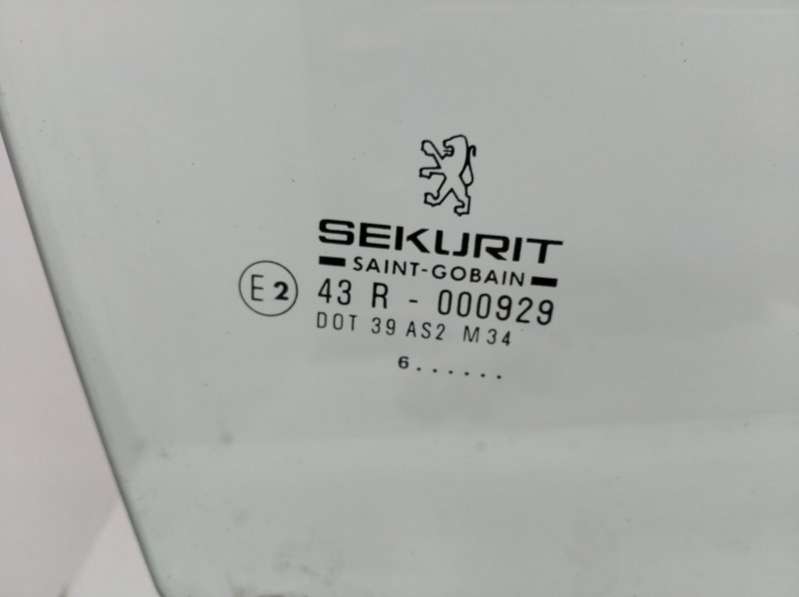 SEKURIT
SAINT-GOBAIN
E2 43 R - 000929
DOT 39 AS2 M34
6......